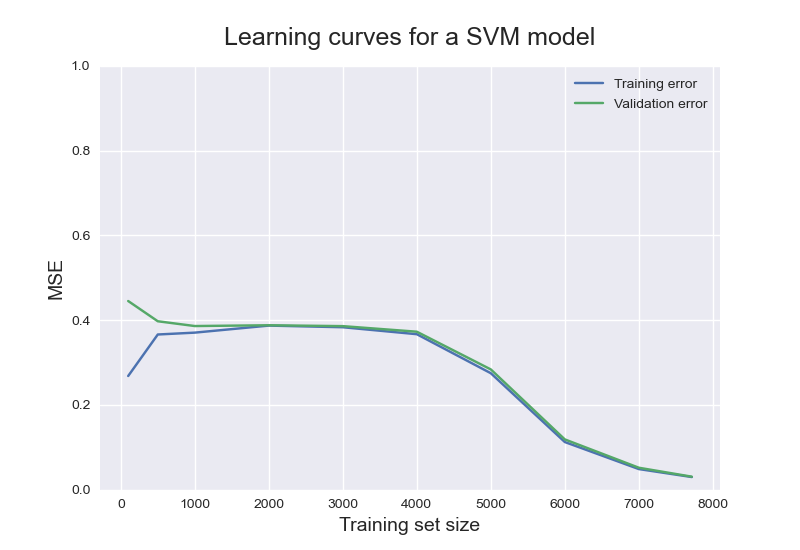 Learning curves for a SVM model
1.0
0.8
0.6
0.4
0.2
0.0
MSE
Training error
Validation error
0 1000 2000 3000 4000 5000 6000 7000 8000
Training set size